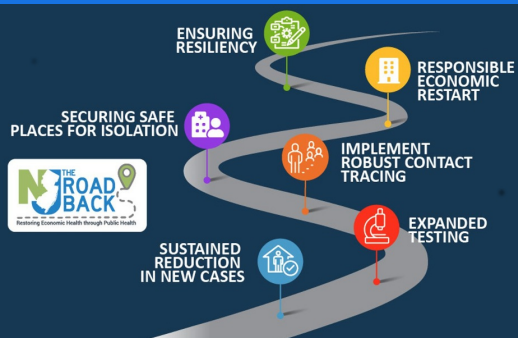 ENSURING
RESILIENCY
RESPONSIBLE
ECONOMIC
RESTART
SECURING SAFE
PLACES FOR ISOLATION
IMPLEMENT
ROBUST CONTACT
TRACING
NJ THE
ROAD
BACK
Restoring Economic Health through Public Health
EXPANDED
TESTING
SUSTAINED
REDUCTION
IN NEW CASES